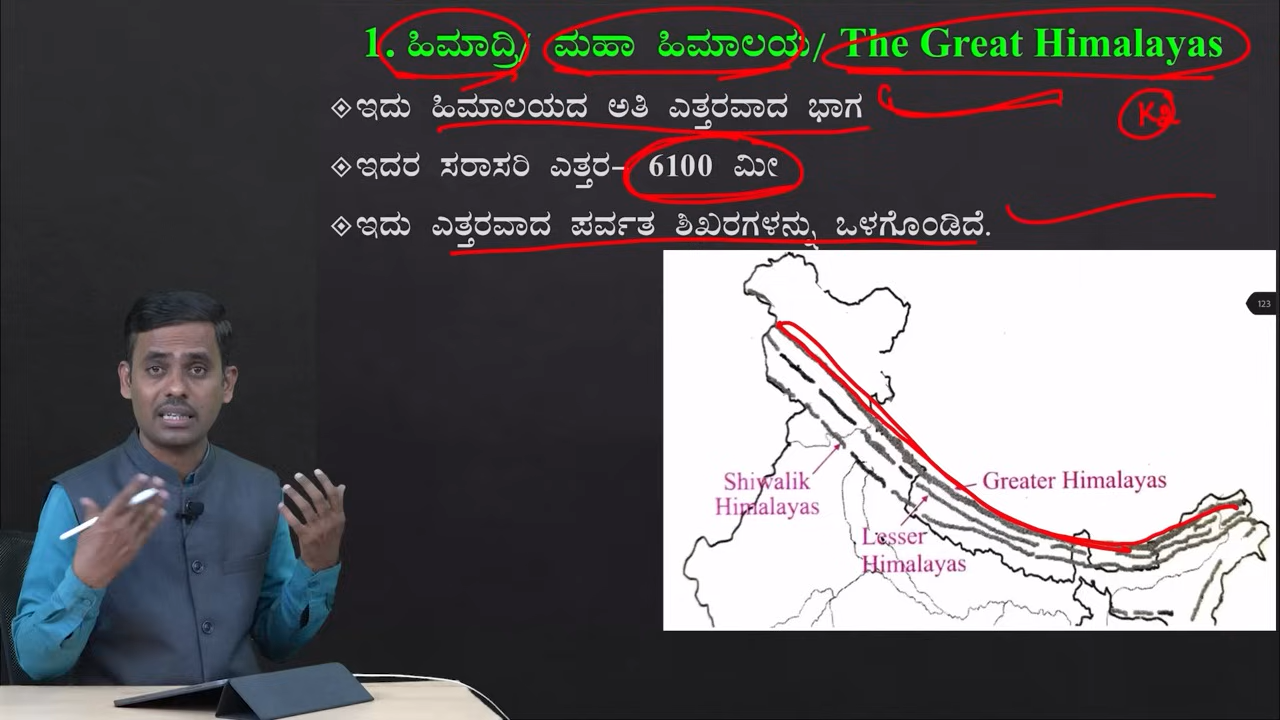 1. ಹಿಮಾದ್ರಿ/ ಮಹಾ ಹಿಮಾಲಯ/ The Great Himalayas
ಇದು ಹಿಮಾಲಯದ ಅತಿ ಎತ್ತರವಾದ ಭಾಗ
K2
ಇದರ ಸರಾಸರಿ ಎತ್ತರ– 6100 ಮೀ
ಇದು ಎತ್ತರವಾದ ಪರ್ವತ ಶಿಖರಗಳನ್ನು ಒಳಗೊಂಡಿದೆ.
123
Shiwalik
Himalayas
Greater Himalayas
Lesser
Himalayas